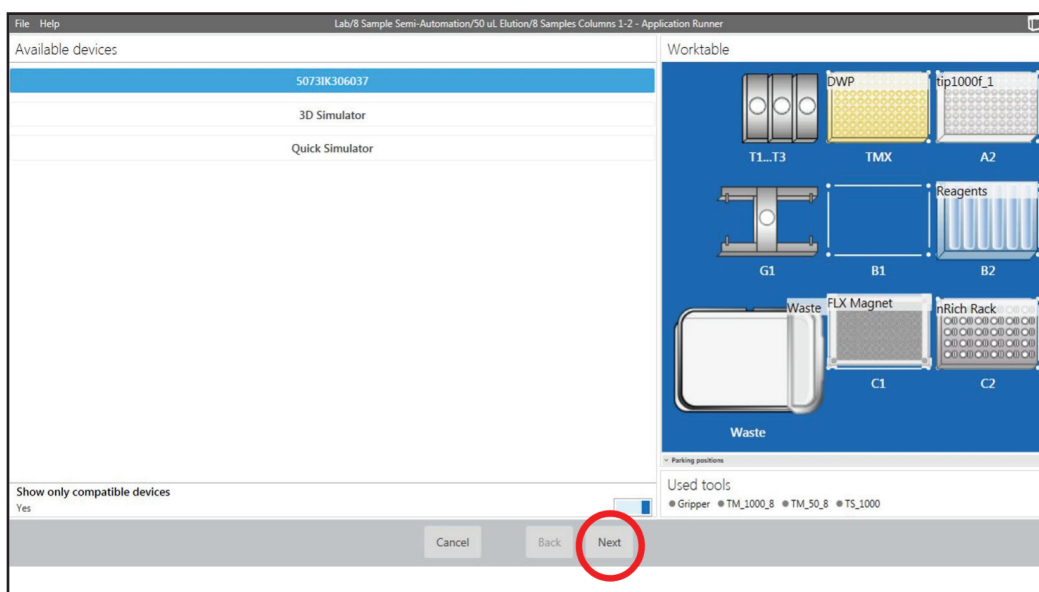 File Help
Lab/8 Sample Semi-Automation/50 uL Elution/8 Samples Columns 1-2 - Application Runner
Available devices
5073IK306037
3D Simulator
Quick Simulator
Show only compatible devices
Yes
Worktable
DWP
tip1000f_1
T1...T3
TMX
A2
Reagents
G1
B1
B2
Waste
FLX Magnet
nRich Rack
C1
C2
Waste
Parking positions
Used tools
Gripper TM_1000_8 TM_50_8 TS_1000
Cancel
Back
Next